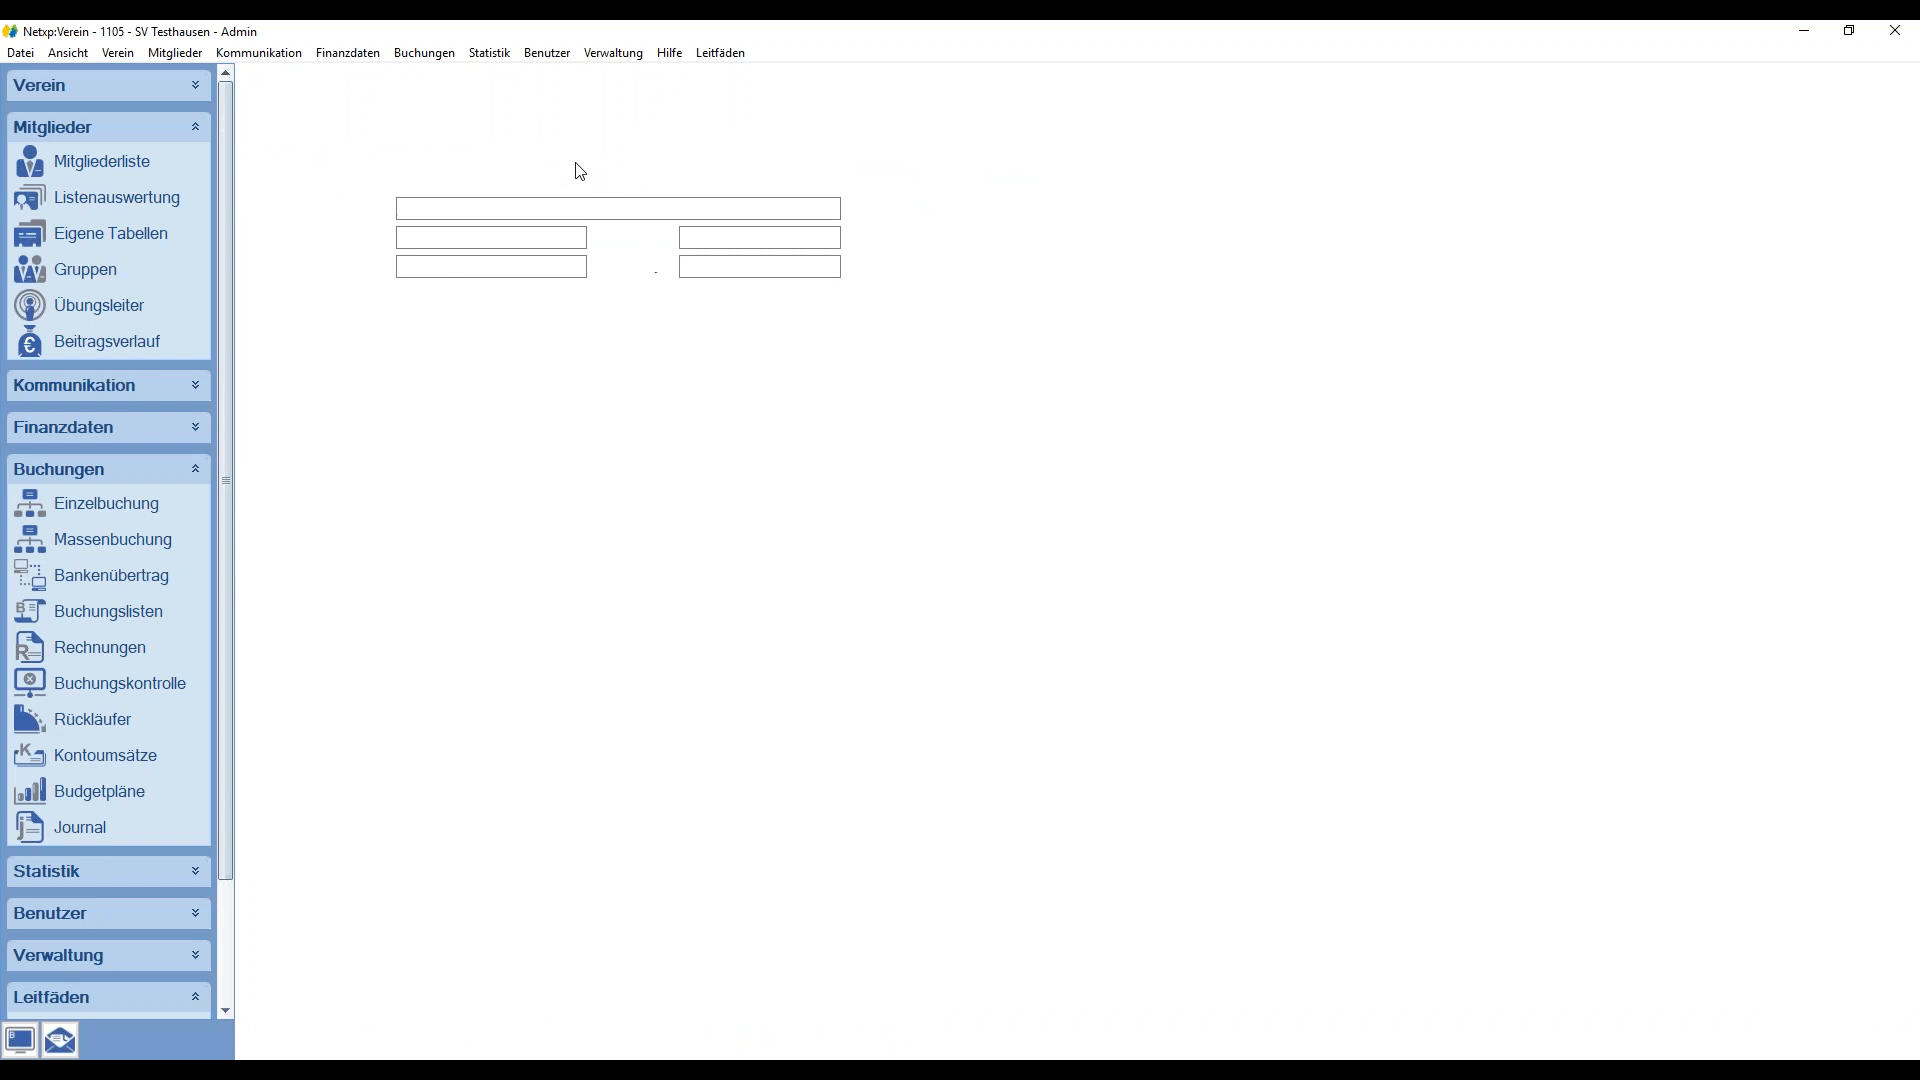 Netxp:Verein - 1105 - SV Testhausen - Admin
Datei Ansicht Verein Mitglieder Kommunikation Finanzdaten Buchungen Statistik Benutzer Verwaltung Hilfe Leitfäden
Verein
Mitglieder
Mitgliederliste
Listenauswertung
Eigene Tabellen
Gruppen
Übungsleiter
Beitragsverlauf
Kommunikation
Finanzdaten
Buchungen
Einzelbuchung
Massenbuchung
Bankenübertrag
Buchungslisten
Rechnungen
Buchungskontrolle
Rückläufer
Kontoumsätze
Budgetpläne
Journal
Statistik
Benutzer
Verwaltung
Leitfäden